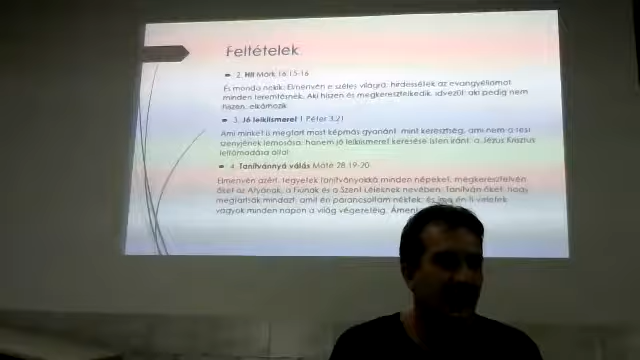 Feltételek
2. Hit Márk 16:15-16
És monda nékik: Elmenvén e széles világra, hirdessétek az evangyéliomot
minden teremtésnek. Aki hiszen és megkeresztelkedik, idvezül; aki pedig nem
hiszen, elkárhozik.
3. Jó lelkiismeret 1 Péter 3:21
Ami minket is megtart most képmás gyanánt, mint keresztség, ami nem a test
szenyjének lemosása, hanem jó lelkiismeret keresése Isten iránt, a Jézus Krisztus
feltámadása által
4. Tanítvánnyá válás Máté 28:19-20
Elmenvén azért, tegyetek tanítványokká minden népeket, megkeresztelvén
őket az Atyának, a Fiúnak és a Szent Léleknek nevében, Tanítván őket, hogy
megtartsák mindazt, amit én parancsoltam néktek: és ímé én ti veletek
vagyok minden napon a világ végezetéig. Ámen